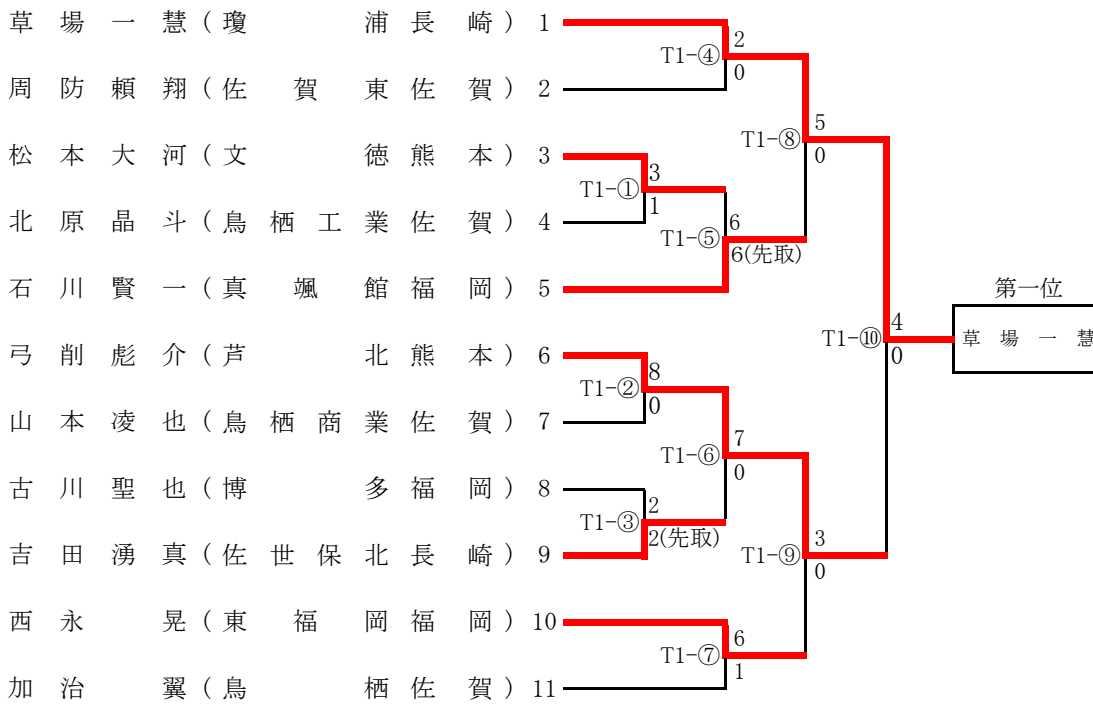 草場一慧(瓊浦長崎) 1
2
T1-④
0
周防頼翔(佐賀東佐賀) 2
5
T1-⑧
0
松本大河(文徳熊本) 3
3
T1-①
1
北原晶斗(鳥栖工業佐賀) 4
6
T1-⑤
6(先取)
石川賢一(真颯館福岡) 5
第一位
4
T1-⑩
草場一慧
0
弓削彪介(芦北熊本) 6
8
T1-②
0
山本凌也(鳥栖商業佐賀) 7
7
T1-⑥
0
古川聖也(博多福岡) 8
2
T1-③
2(先取)
吉田湧真(佐世保北長崎) 9
3
T1-⑨
0
西永晃(東福岡福岡) 10
6
T1-⑦
1
加治翼(鳥栖佐賀) 11